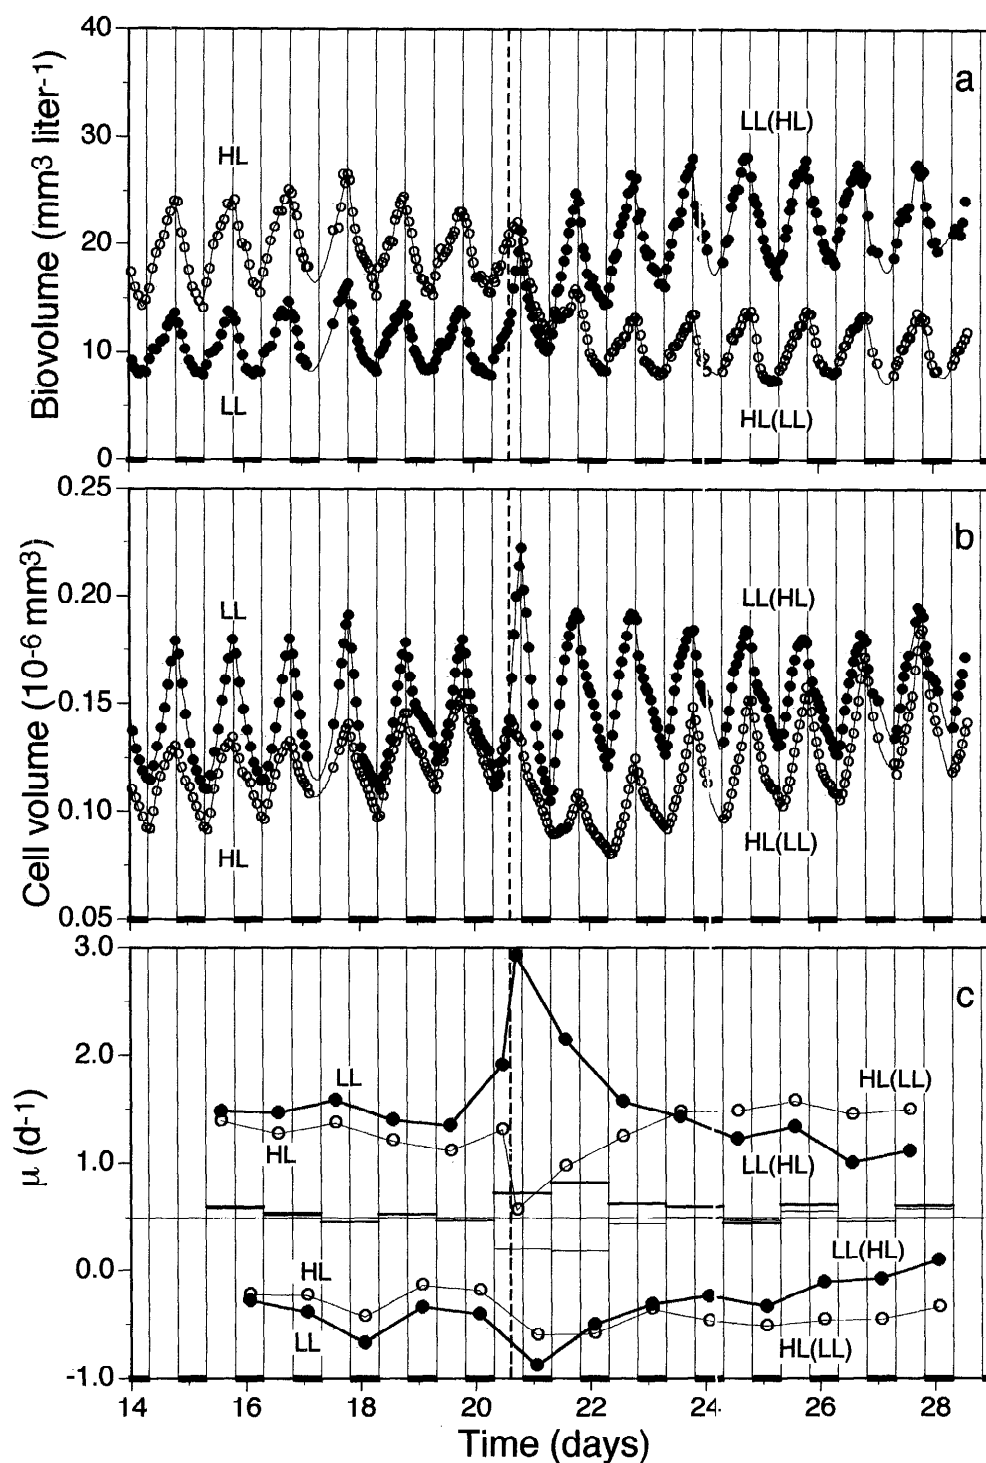 a
Biovolume (mm³ liter-1)
40
30
20
10
0
HL
LL
LL(HL)
HL(LL)
b
Cell volume (10-6 mm³)
0.25
0.20
0.15
0.10
0.05
LL
HL
LL(HL)
HL(LL)
c
μ (d-1)
3.0
2.0
1.0
0.0
-1.0
LL
HL
HL(LL)
LL(HL)
HL
LL
LL(HL)
HL(LL)
14 16 18 20 22 24 26 28
Time (days)